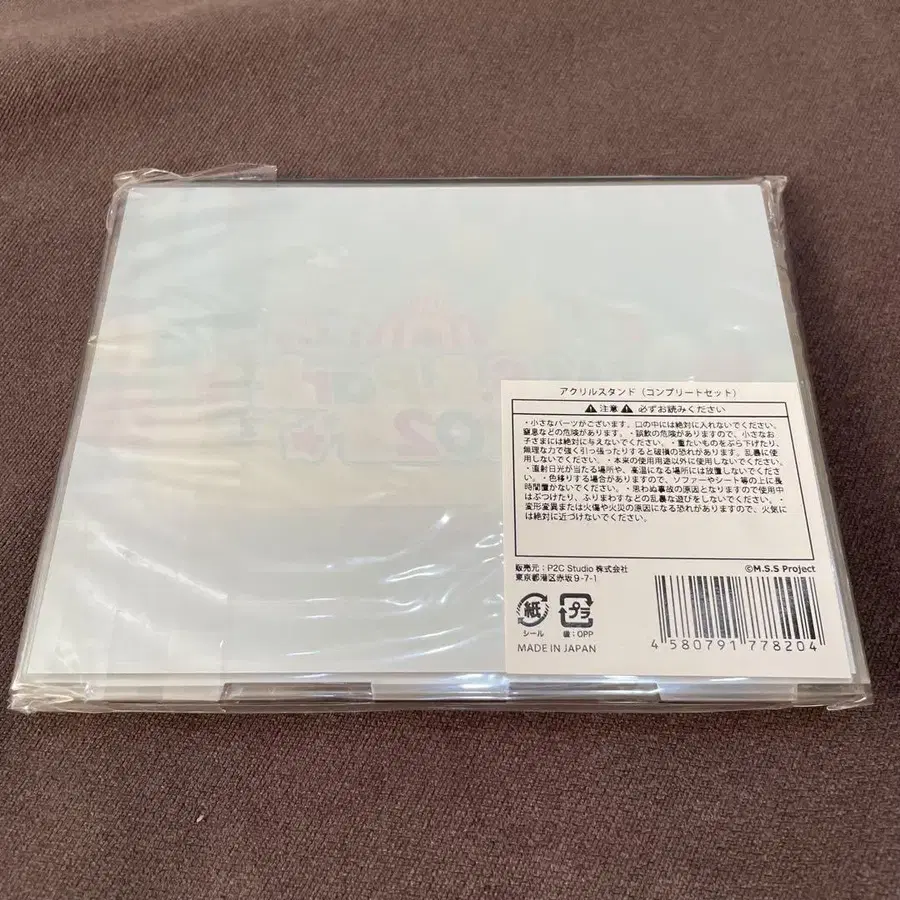 アクリルスタンド（コンプリートセット）
⚠ 注意 ⚠ 必ずお読みください
・小さなパーツがございます。口の中には絶対に入れないでください。
窒息などの危険があります。・誤飲の危険がありますので、小さなお
子さまには絶対に与えないでください。・重たいものをぶら下げたり、
無理な力で強く引っ張ったりすると破損の恐れがあります。乱暴に使
用しないでください。・本来の使用用途以外に使用しないでください。
・直射日光が当たる場所や、高温になる場所には放置しないでくださ
い。・色移りする場合がありますので、ソファーやシート等の上に長
時間置かないでください。・思わぬ事故の原因となりますので使用中
はぶつけたり、ふりまわすなどの乱暴な遊びをしないでください。・
変形変異または火傷や火災の原因になる恐れがありますので、火気に
は絶対に近づけないでください。
販売元：P2C Studio 株式会社
東京都港区赤坂9-7-1
©M.S.S Project
紙
シール
プラ
袋：OPP
MADE IN JAPAN
4 580791 778204